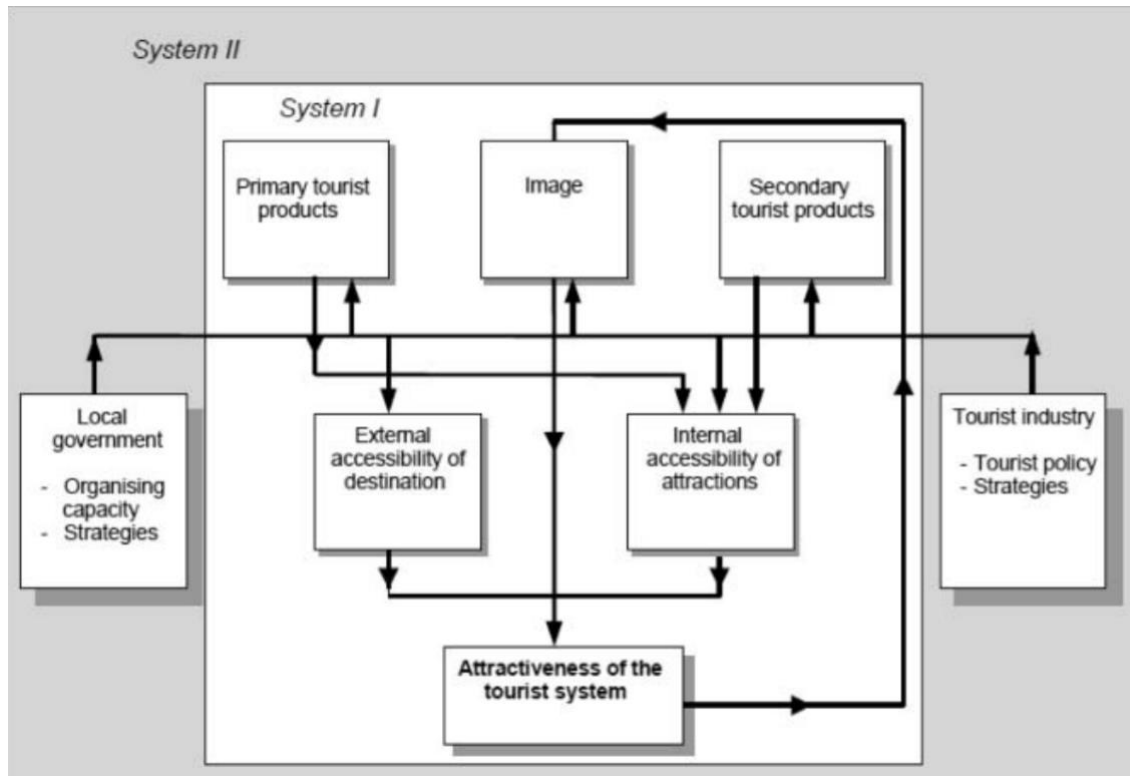 System II
System I
Primary tourist
products
Image
Secondary
tourist products
Local
government
- Organising
capacity
- Strategies
External
accessibility of
destination
Internal
accessibility of
attractions
Tourist industry
- Tourist policy
- Strategies
Attractiveness of the
tourist system